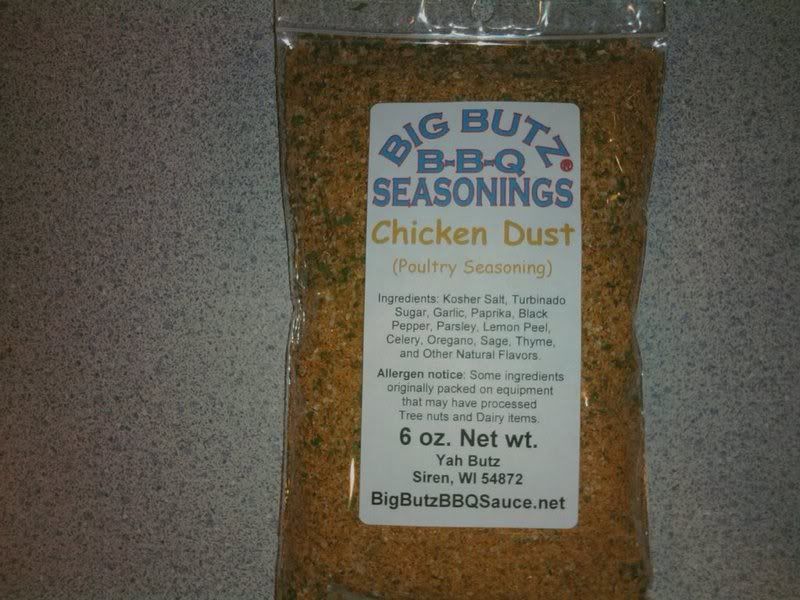 BIG BUTZ®
B-B-Q
SEASONINGS
Chicken Dust
(Poultry Seasoning)
Ingredients: Kosher Salt, Turbinado
Sugar, Garlic, Paprika, Black
Pepper, Parsley, Lemon Peel,
Celery, Oregano, Sage, Thyme,
and Other Natural Flavors.
Allergen notice: Some ingredients
originally packed on equipment
that may have processed
Tree nuts and Dairy items.
6 oz. Net wt.
Yah Butz
Siren, WI 54872
BigButzBBQSauce.net